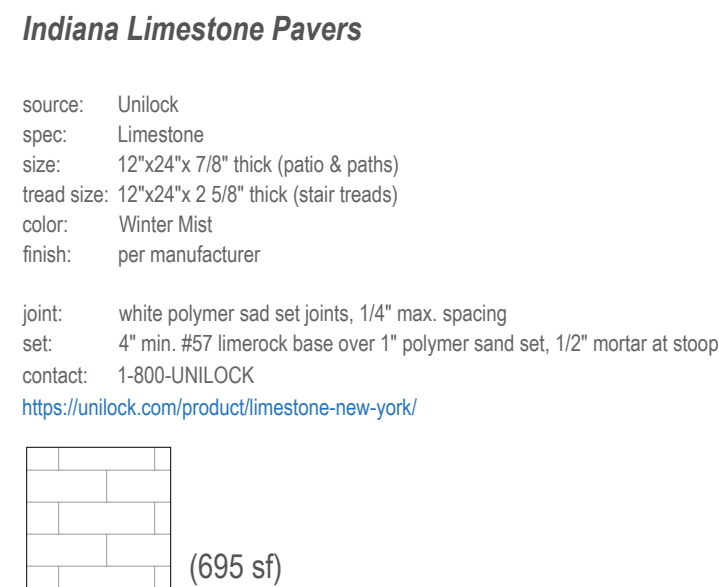 Indiana Limestone Pavers
source: Unilock
spec: Limestone
size: 12"x24"x 7/8" thick (patio & paths)
tread size: 12"x24"x 2 5/8" thick (stair treads)
color: Winter Mist
finish: per manufacturer
joint: white polymer sad set joints, 1/4" max. spacing
set: 4" min. #57 limerock base over 1" polymer sand set, 1/2" mortar at stoop
contact: 1-800-UNILOCK
https://unilock.com/product/limestone-new-york/
(695 sf)